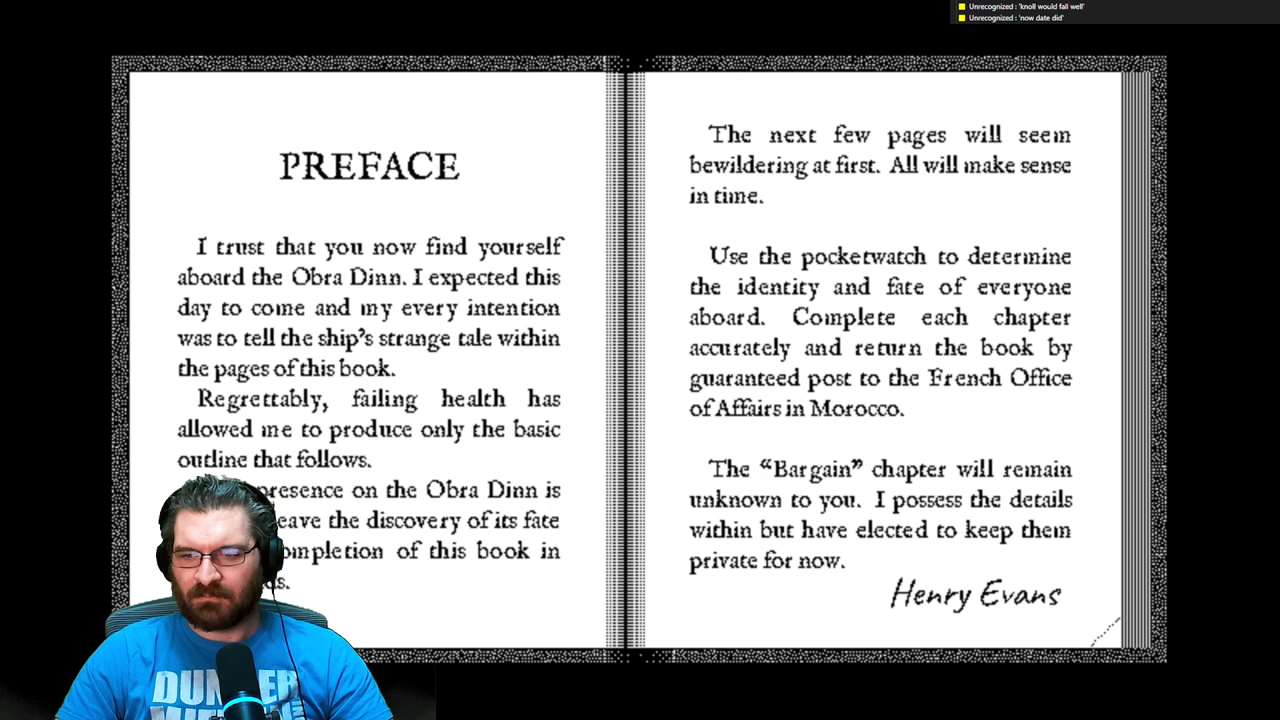 Unrecognized : 'knoll would fall well'
Unrecognized : 'now date did'
PREFACE
I trust that you now find yourself
aboard the Obra Dinn. I expected this
day to come and my every intention
was to tell the ship's strange tale within
the pages of this book.
Regrettably, failing health has
allowed me to produce only the basic
outline that follows.
presence on the Obra Dinn is
eave the discovery of its fate
mpletion of this book in
ds.
The next few pages will seem
bewildering at first. All will make sense
in time.
Use the pocketwatch to determine
the identity and fate of everyone
aboard. Complete each chapter
accurately and return the book by
guaranteed post to the French Office
of Affairs in Morocco.
The “Bargain” chapter will remain
unknown to you. I possess the details
within but have elected to keep them
private for now.
Henry Evans